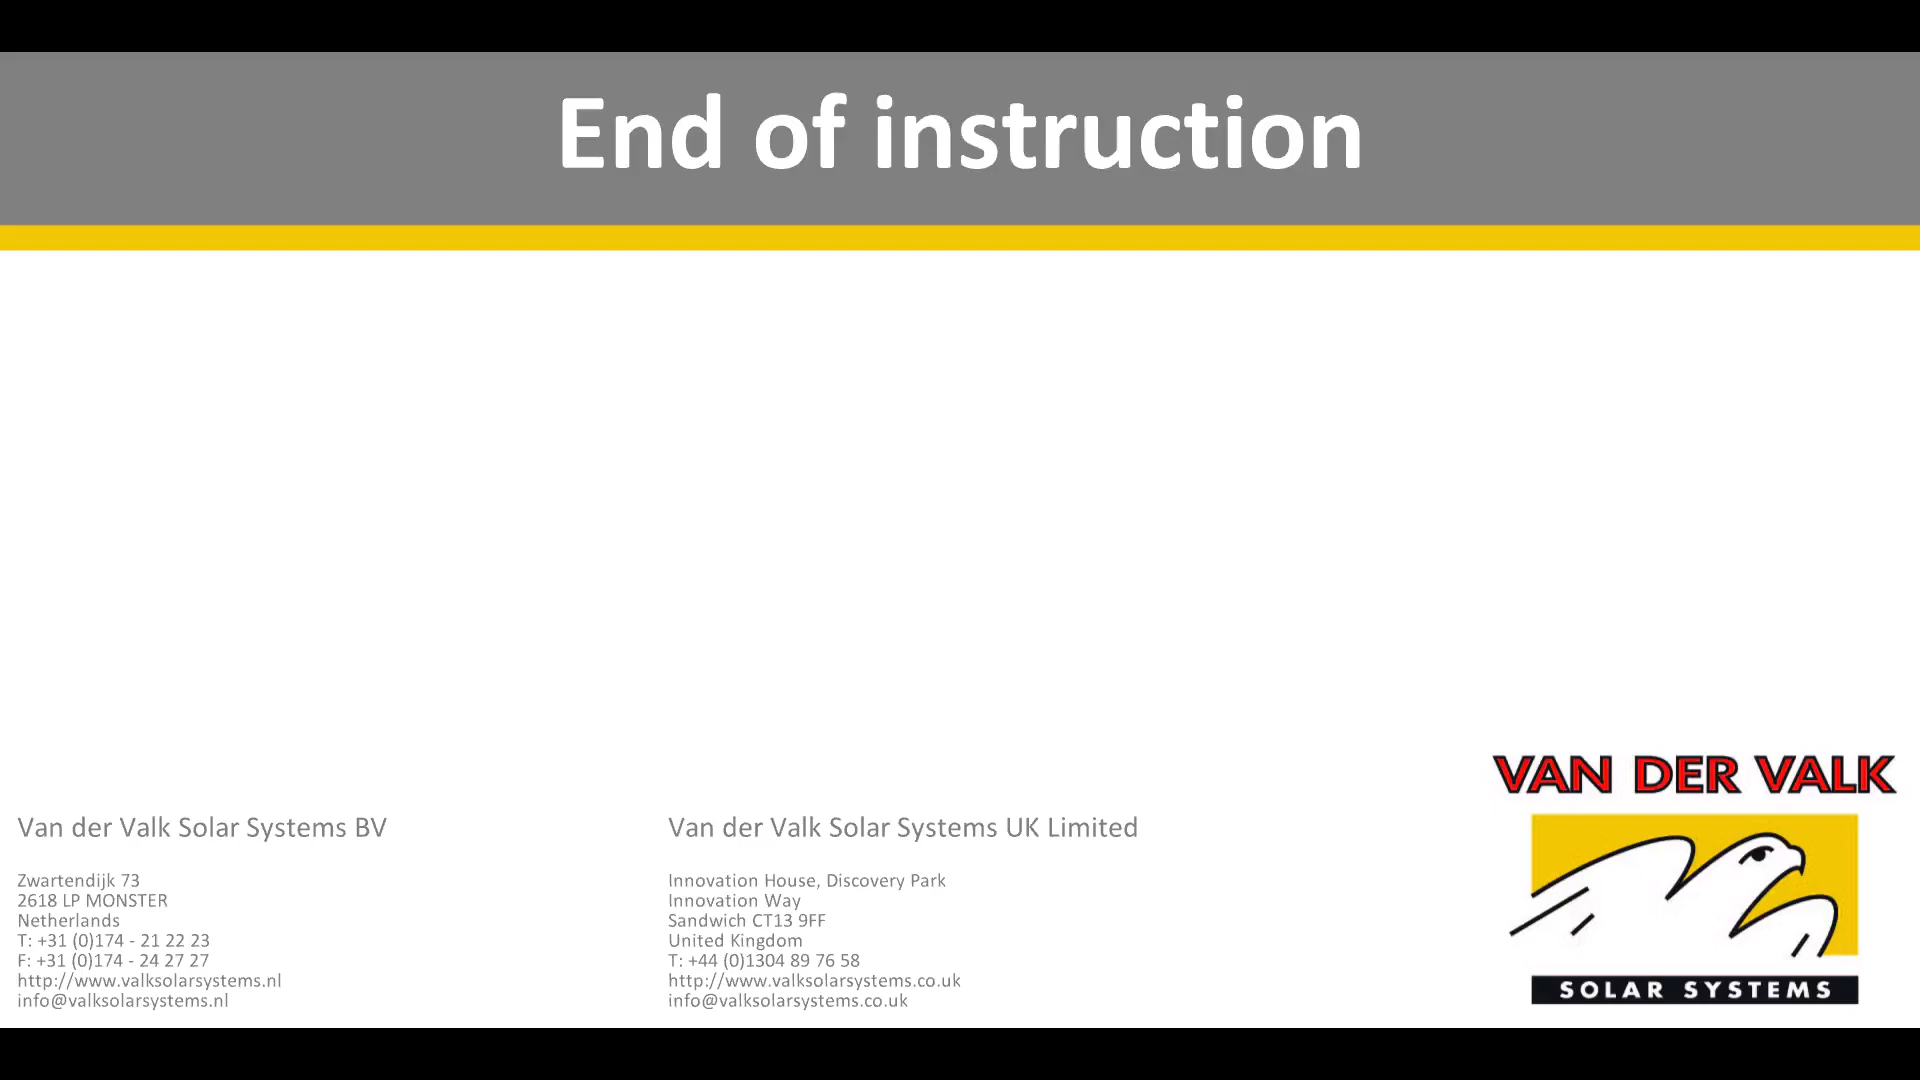 End of instruction
Van der Valk Solar Systems BV
Zwartendijk 73
2618 LP MONSTER
Netherlands
T: +31 (0)174 - 21 22 23
F: +31 (0)174 - 24 27 27
http://www.valksolarsystems.nl
info@valksolarsystems.nl
Van der Valk Solar Systems UK Limited
Innovation House, Discovery Park
Innovation Way
Sandwich CT13 9FF
United Kingdom
T: +44 (0)1304 89 76 58
http://www.valksolarsystems.co.uk
info@valksolarsystems.co.uk
VAN DER VALK
SOLAR SYSTEMS